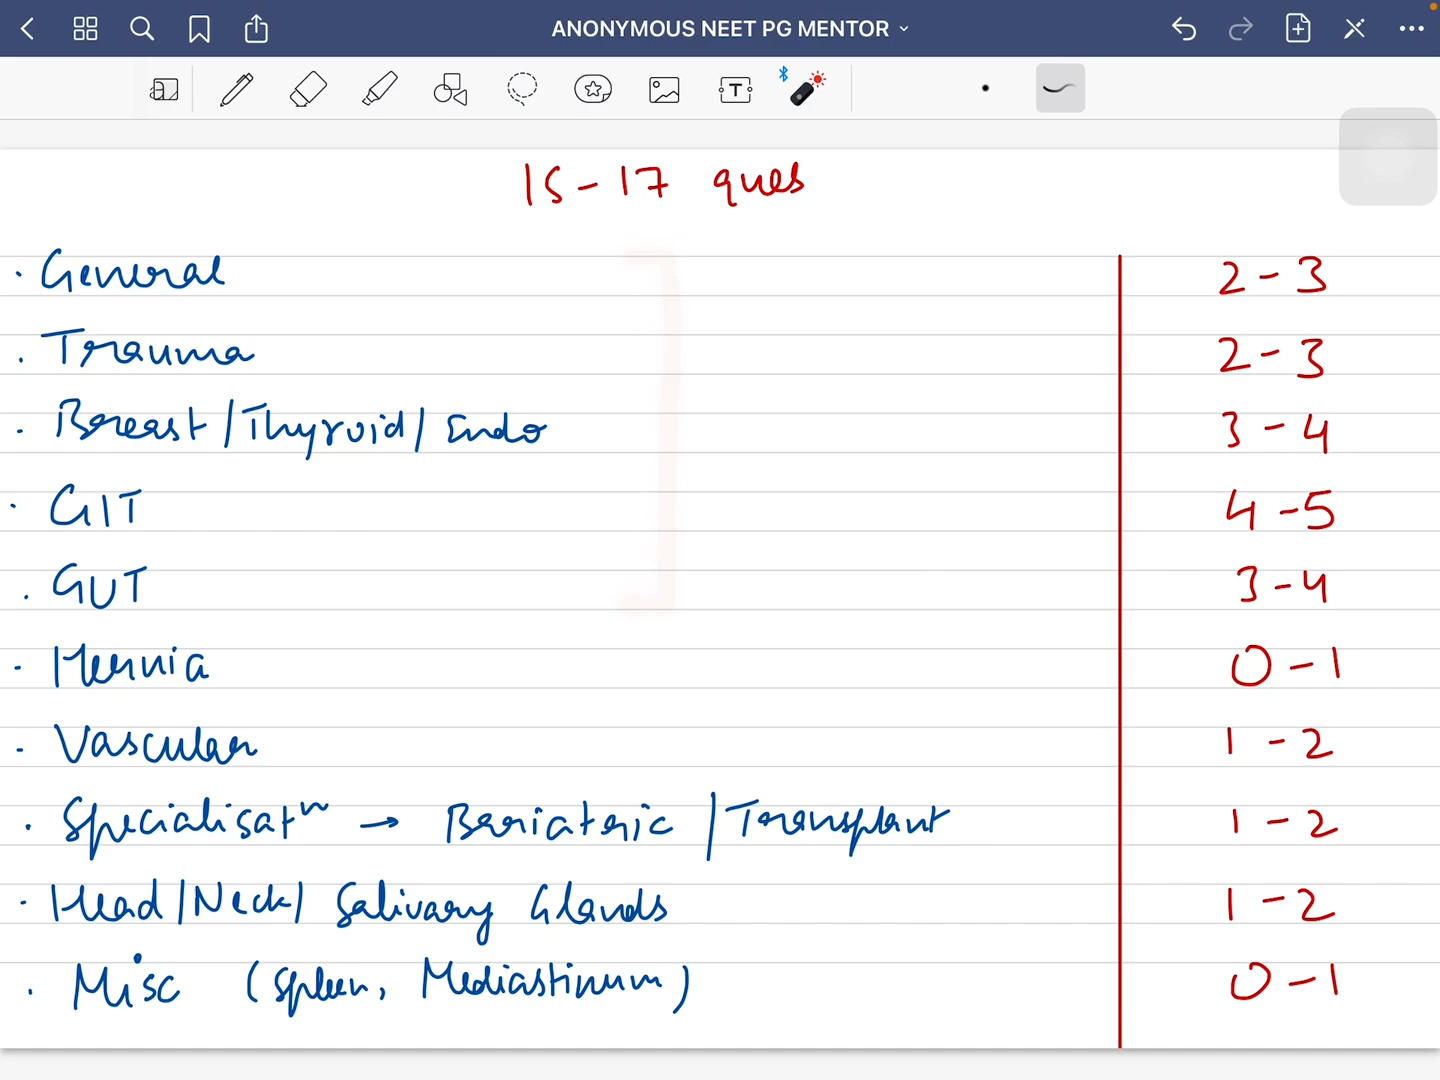 ANONYMOUS NEET PG MENTOR
T
15-17 ques
· General 2-3
· Trauma 2-3
· Breast/Thyroid/Endo 3-4
· GIT 4-5
· GUT 3-4
· Hernia 0-1
· Vascular 1-2
· Specialisatn → Bariatric/Transplant 1-2
· Head/Neck/Salivary Glands 1-2
· Misc (Spleen, Mediastinum) 0-1